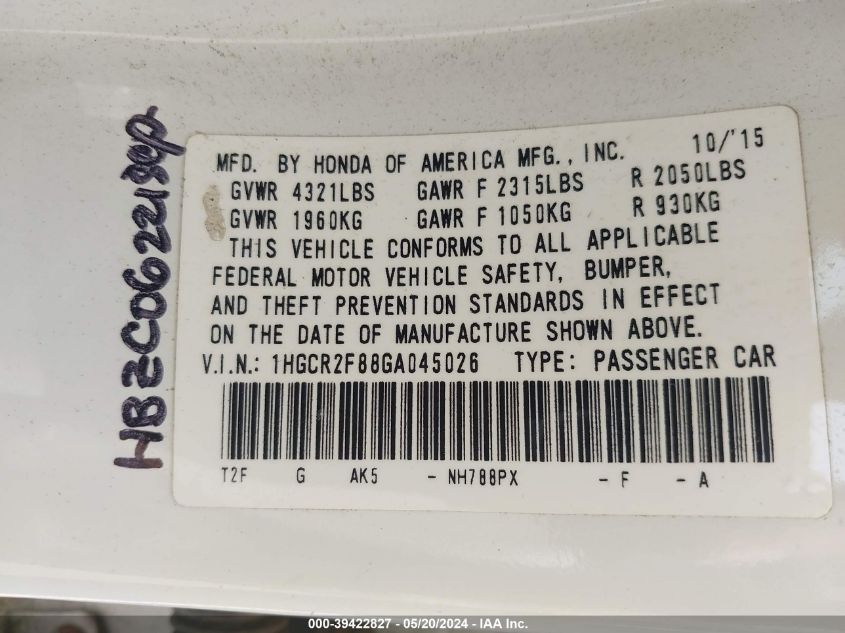 MFD. BY HONDA OF AMERICA MFG., INC. 10/'15
GVWR 4321LBS GAWR F 2315LBS R 2050LBS
GVWR 1960KG GAWR F 1050KG R 930KG
THIS VEHICLE CONFORMS TO ALL APPLICABLE
FEDERAL MOTOR VEHICLE SAFETY, BUMPER,
AND THEFT PREVENTION STANDARDS IN EFFECT
ON THE DATE OF MANUFACTURE SHOWN ABOVE.
V.I.N.: 1HGCR2F88GA045026 TYPE: PASSENGER CAR
T2F G AK5 - NH788PX - F - A
000-39422827 - 05/20/2024 - IAA Inc.